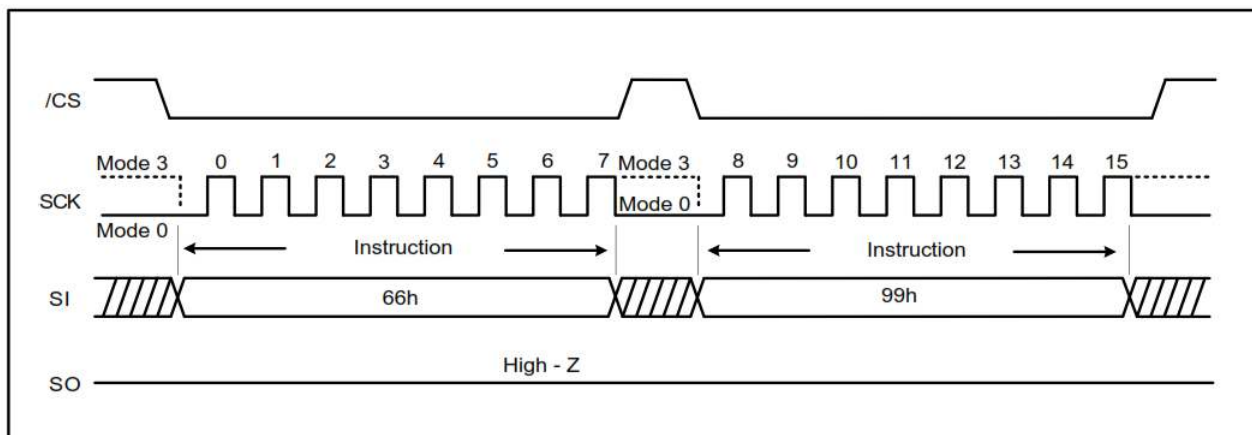 /CS
Mode 3 0 1 2 3 4 5 6 7 Mode 3 8 9 10 11 12 13 14 15
SCK
Mode 0 Mode 0
Instruction Instruction
SI 66h 99h
High - Z
SO